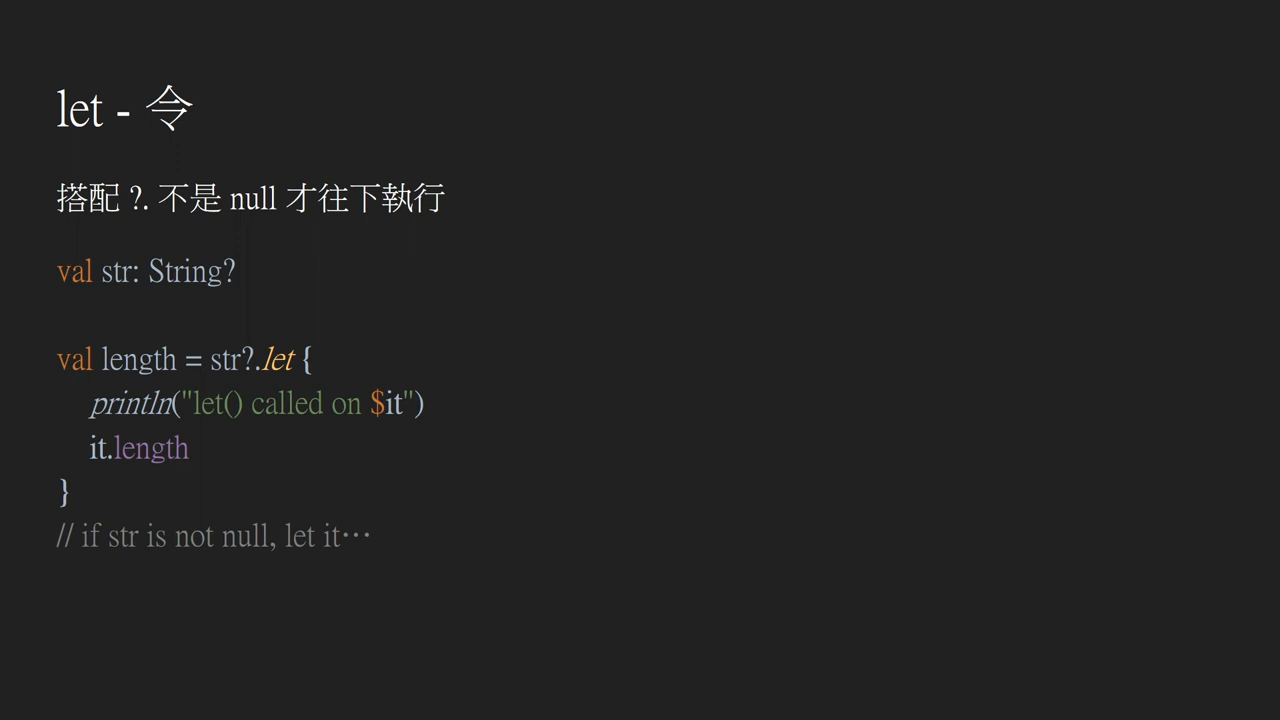 let - 令
搭配 ?. 不是 null 才往下執行
val str: String?
val length = str?.let {
println("let() called on $it")
it.length
}
// if str is not null, let it…